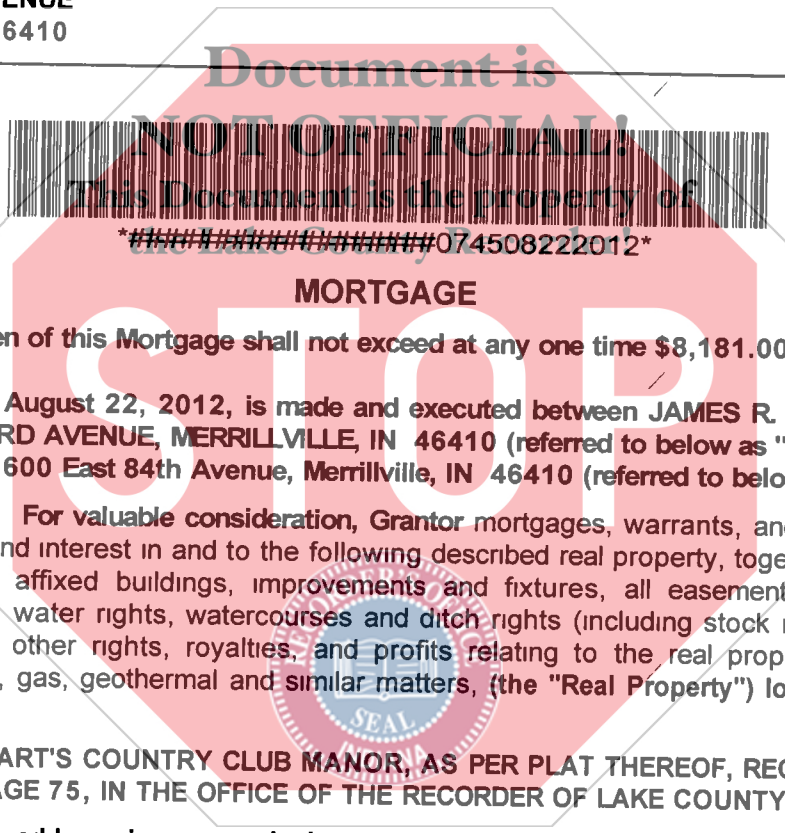 ENUE
6410
Document is
NOT OFFICIAL!
This Document is the property of
the Lake County Recorder!
*##################074508222012*
MORTGAGE
en of this Mortgage shall not exceed at any one time $8,181.00
August 22, 2012, is made and executed between JAMES R.
RD AVENUE, MERRILLVILLE, IN 46410 (referred to below as "
600 East 84th Avenue, Merrillville, IN 46410 (referred to belo
For valuable consideration, Grantor mortgages, warrants, and
nd interest in and to the following described real property, toge
affixed buildings, improvements and fixtures, all easement
water rights, watercourses and ditch rights (including stock
other rights, royalties, and profits relating to the real prop
, gas, geothermal and similar matters, (the "Real Property") lo
ART'S COUNTRY CLUB MANOR, AS PER PLAT THEREOF, REC
AGE 75, IN THE OFFICE OF THE RECORDER OF LAKE COUNTY
STOP
RECORDER'S OFFICE
SEAL
INDIANA